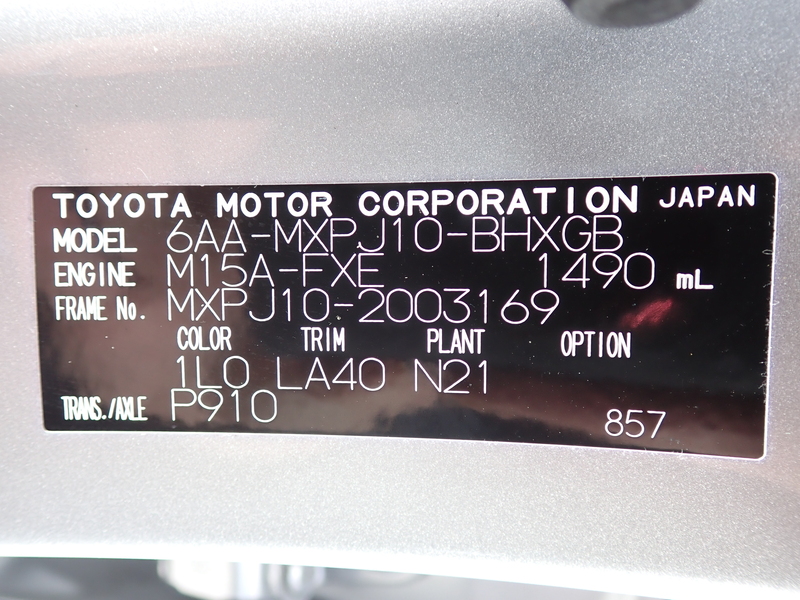 TOYOTA MOTOR CORPORATION JAPAN
MODEL 6AA-MXPJ10-BHXGB
ENGINE M15A-FXE 1490 mL
FRAME No. MXPJ10-2003169
COLOR TRIM PLANT OPTION
1L0 LA40 N21
TRANS./AXLE P910 857